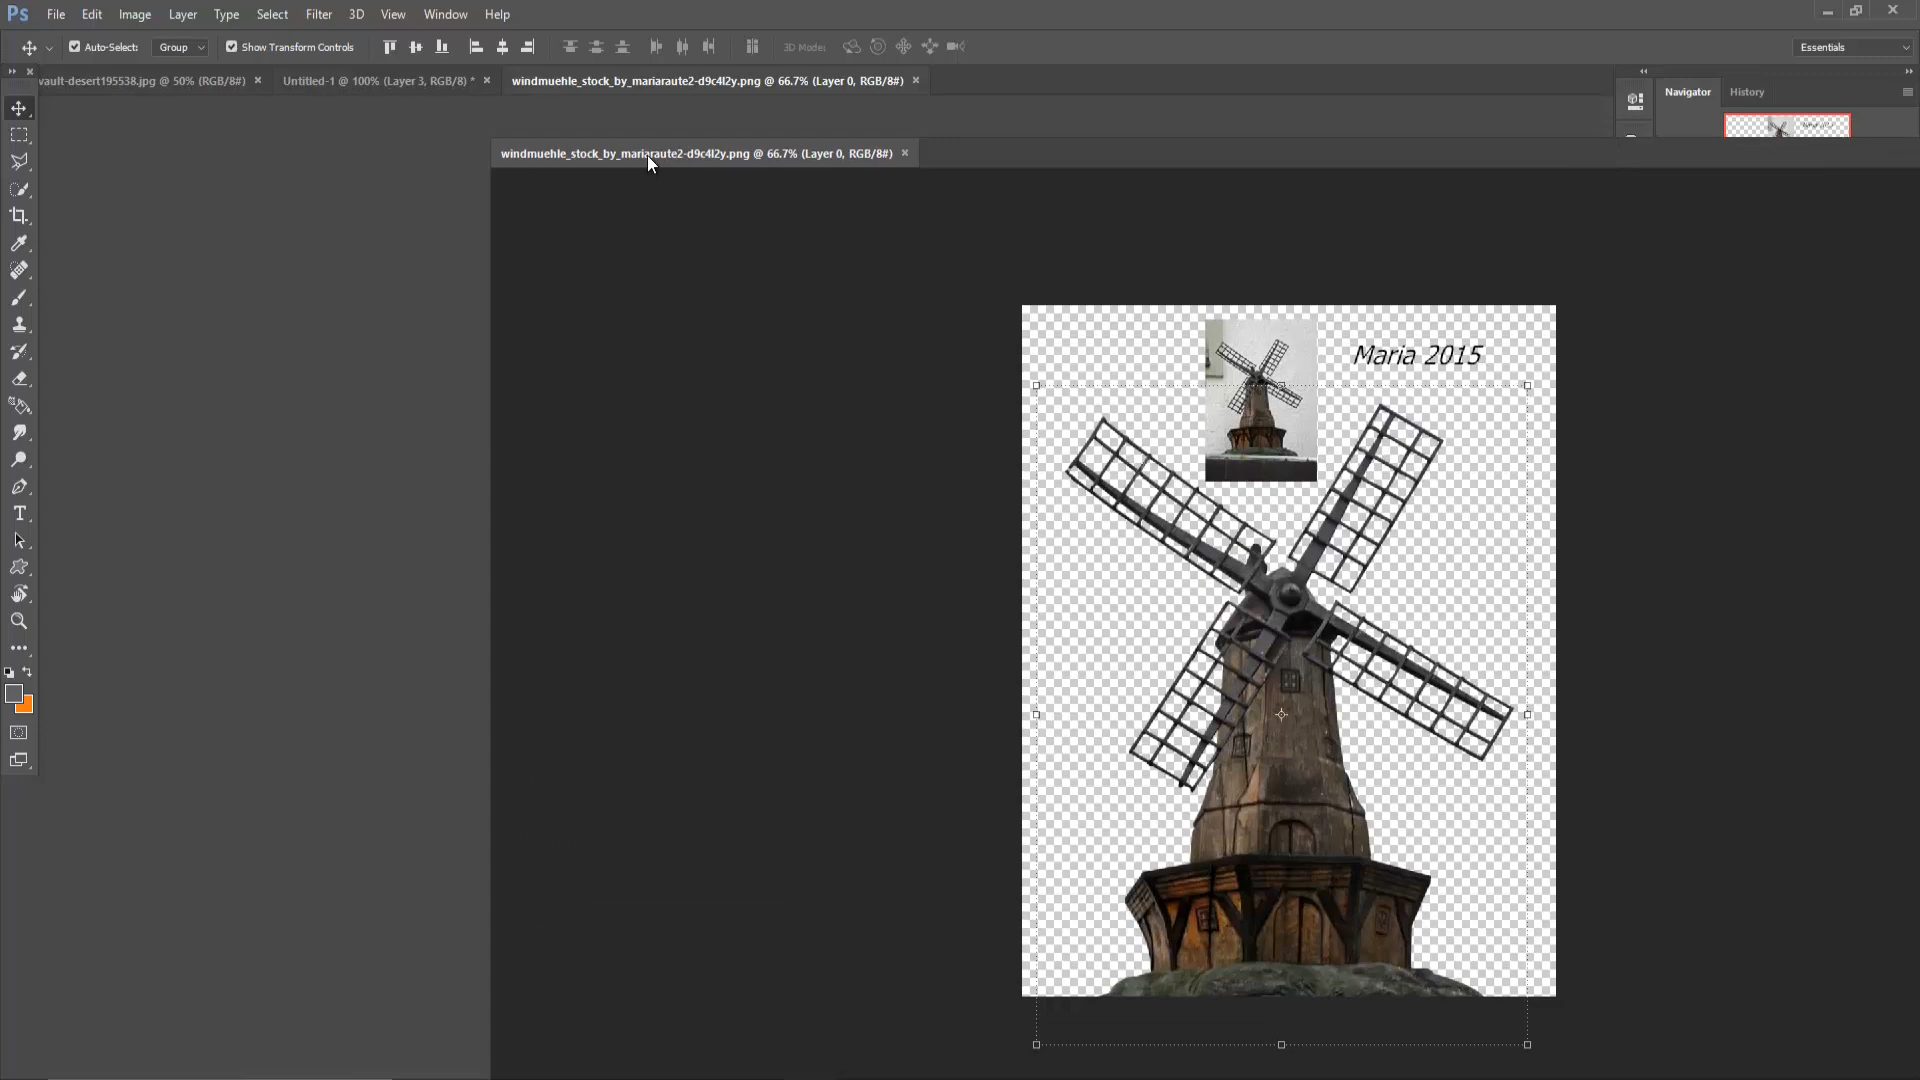 Ps File Edit Image Layer Type Select Filter 3D View Window Help
Auto-Select: Group Show Transform Controls 3D Mode: Essentials
vault-desert195538.jpg @ 50% (RGB/8#) × Untitled-1 @ 100% (Layer 3, RGB/8) * × windmuehle_stock_by_mariaraute2-d9c4l2y.png @ 66.7% (Layer 0, RGB/8#) ×
Navigator History
windmuehle_stock_by_mariaraute2-d9c4l2y.png @ 66.7% (Layer 0, RGB/8#) ×
Maria 2015